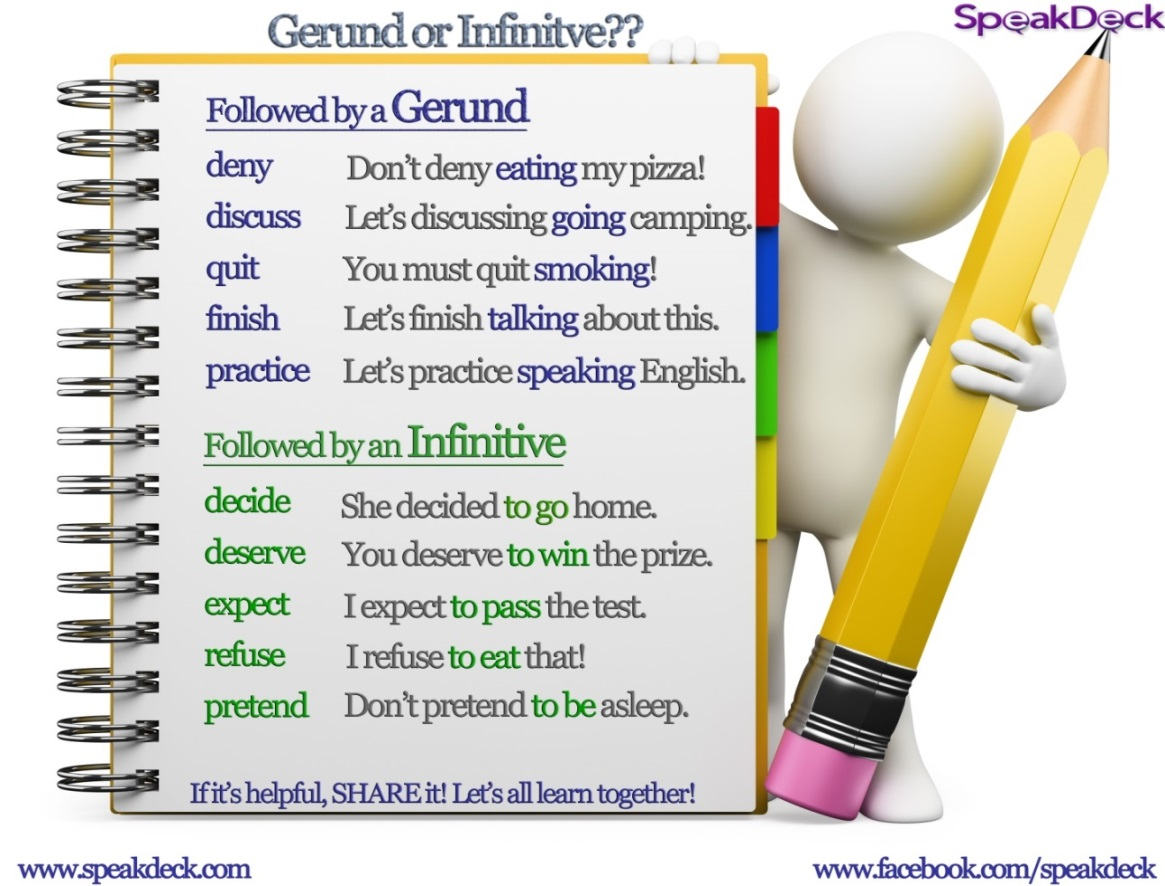 SpeakDeck
Gerund or Infinitve??
Followed by a Gerund
deny Don't deny eating my pizza!
discuss Let's discussing going camping.
quit You must quit smoking!
finish Let's finish talking about this.
practice Let's practice speaking English.
Followed by an Infinitive
decide She decided to go home.
deserve You deserve to win the prize.
expect I expect to pass the test.
refuse I refuse to eat that!
pretend Don't pretend to be asleep.
If it's helpful, SHARE it! Let's all learn together!
www.speakdeck.com www.facebook.com/speakdeck